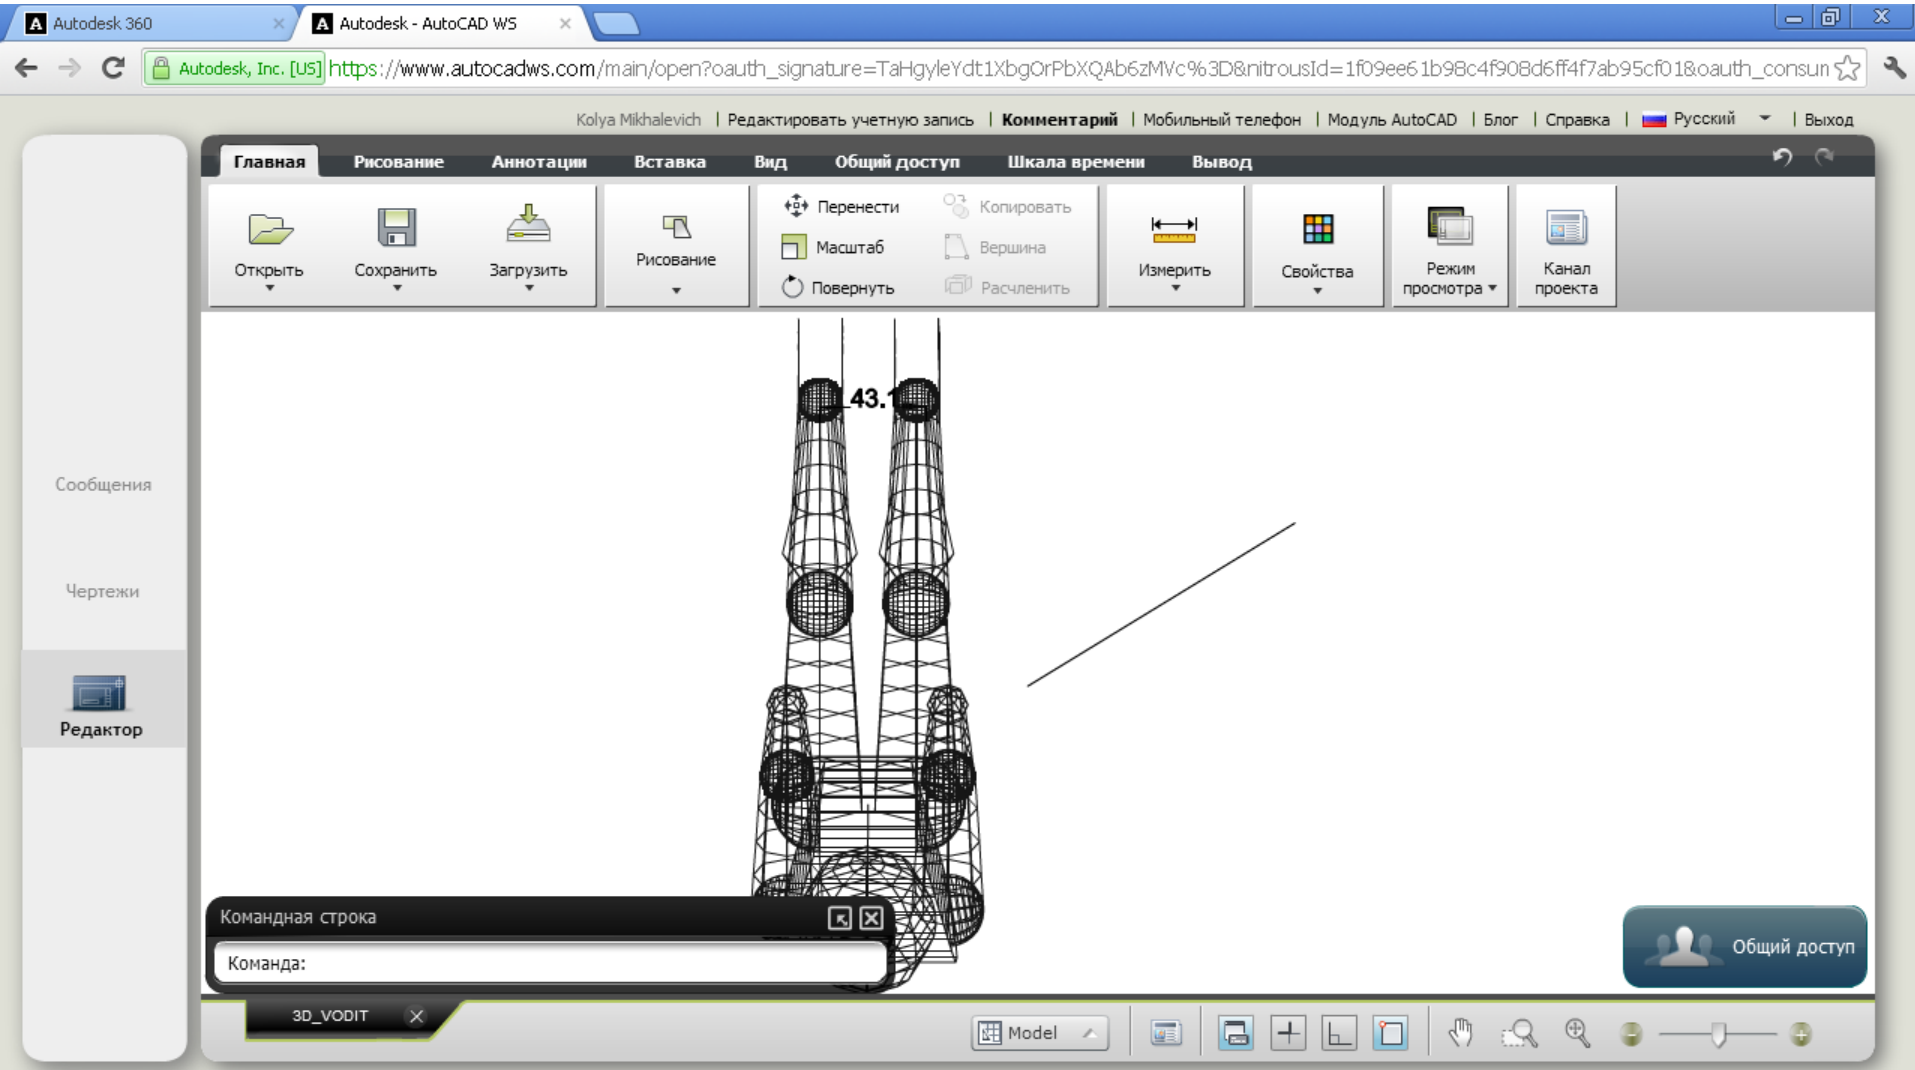 Autodesk 360
Autodesk - AutoCAD WS
Autodesk, Inc. [US] https://www.autocadws.com/main/open?oauth_signature=TaHgyleYdt1XbgOrPbXQAb6zMVc%3D&nitrousId=1f09ee61b98c4f908d6ff4f7ab95cf01&oauth_consun
Kolya Mikhalevich | Редактировать учетную запись | Комментарий | Мобильный телефон | Модуль AutoCAD | Блог | Справка | Русский | Выход
Главная Рисование Аннотации Вставка Вид Общий доступ Шкала времени Вывод
Открыть
Сохранить
Загрузить
Рисование
Перенести
Масштаб
Повернуть
Копировать
Вершина
Расчленить
Измерить
Свойства
Режим
просмотра
Канал
проекта
Сообщения
Чертежи
Редактор
43.1
Командная строка
Команда:
Общий доступ
3D_VODIT
Model